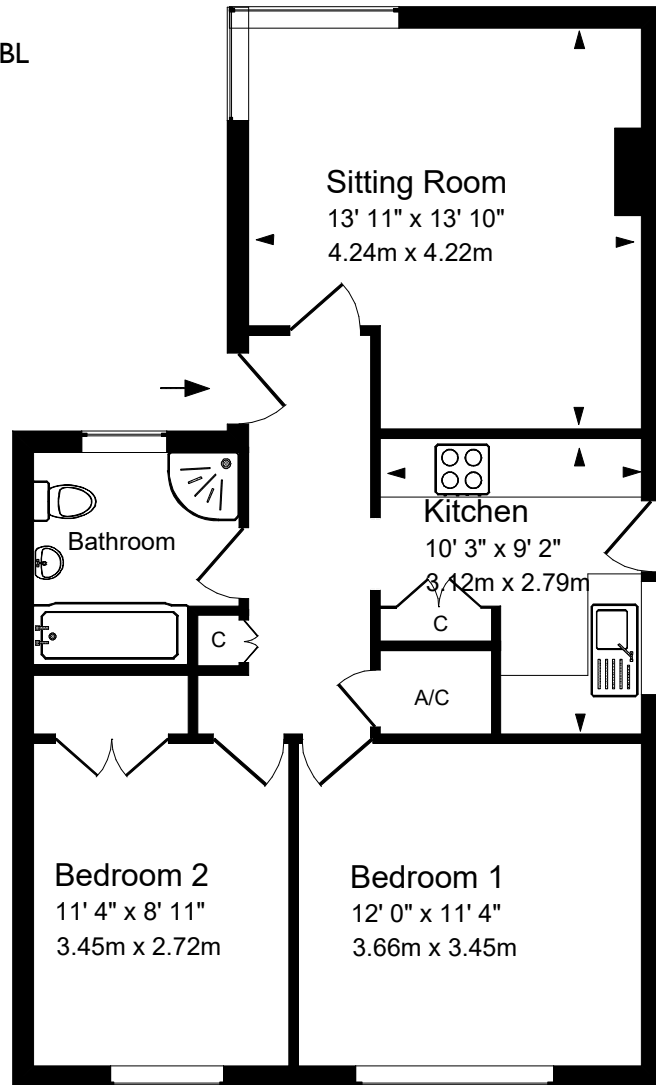 BL
Sitting Room
13' 11" x 13' 10"
4.24m x 4.22m
Kitchen
10' 3" x 9' 2"
3.12m x 2.79m
Bathroom
C
C
A/C
Bedroom 2
11' 4" x 8' 11"
3.45m x 2.72m
Bedroom 1
12' 0" x 11' 4"
3.66m x 3.45m